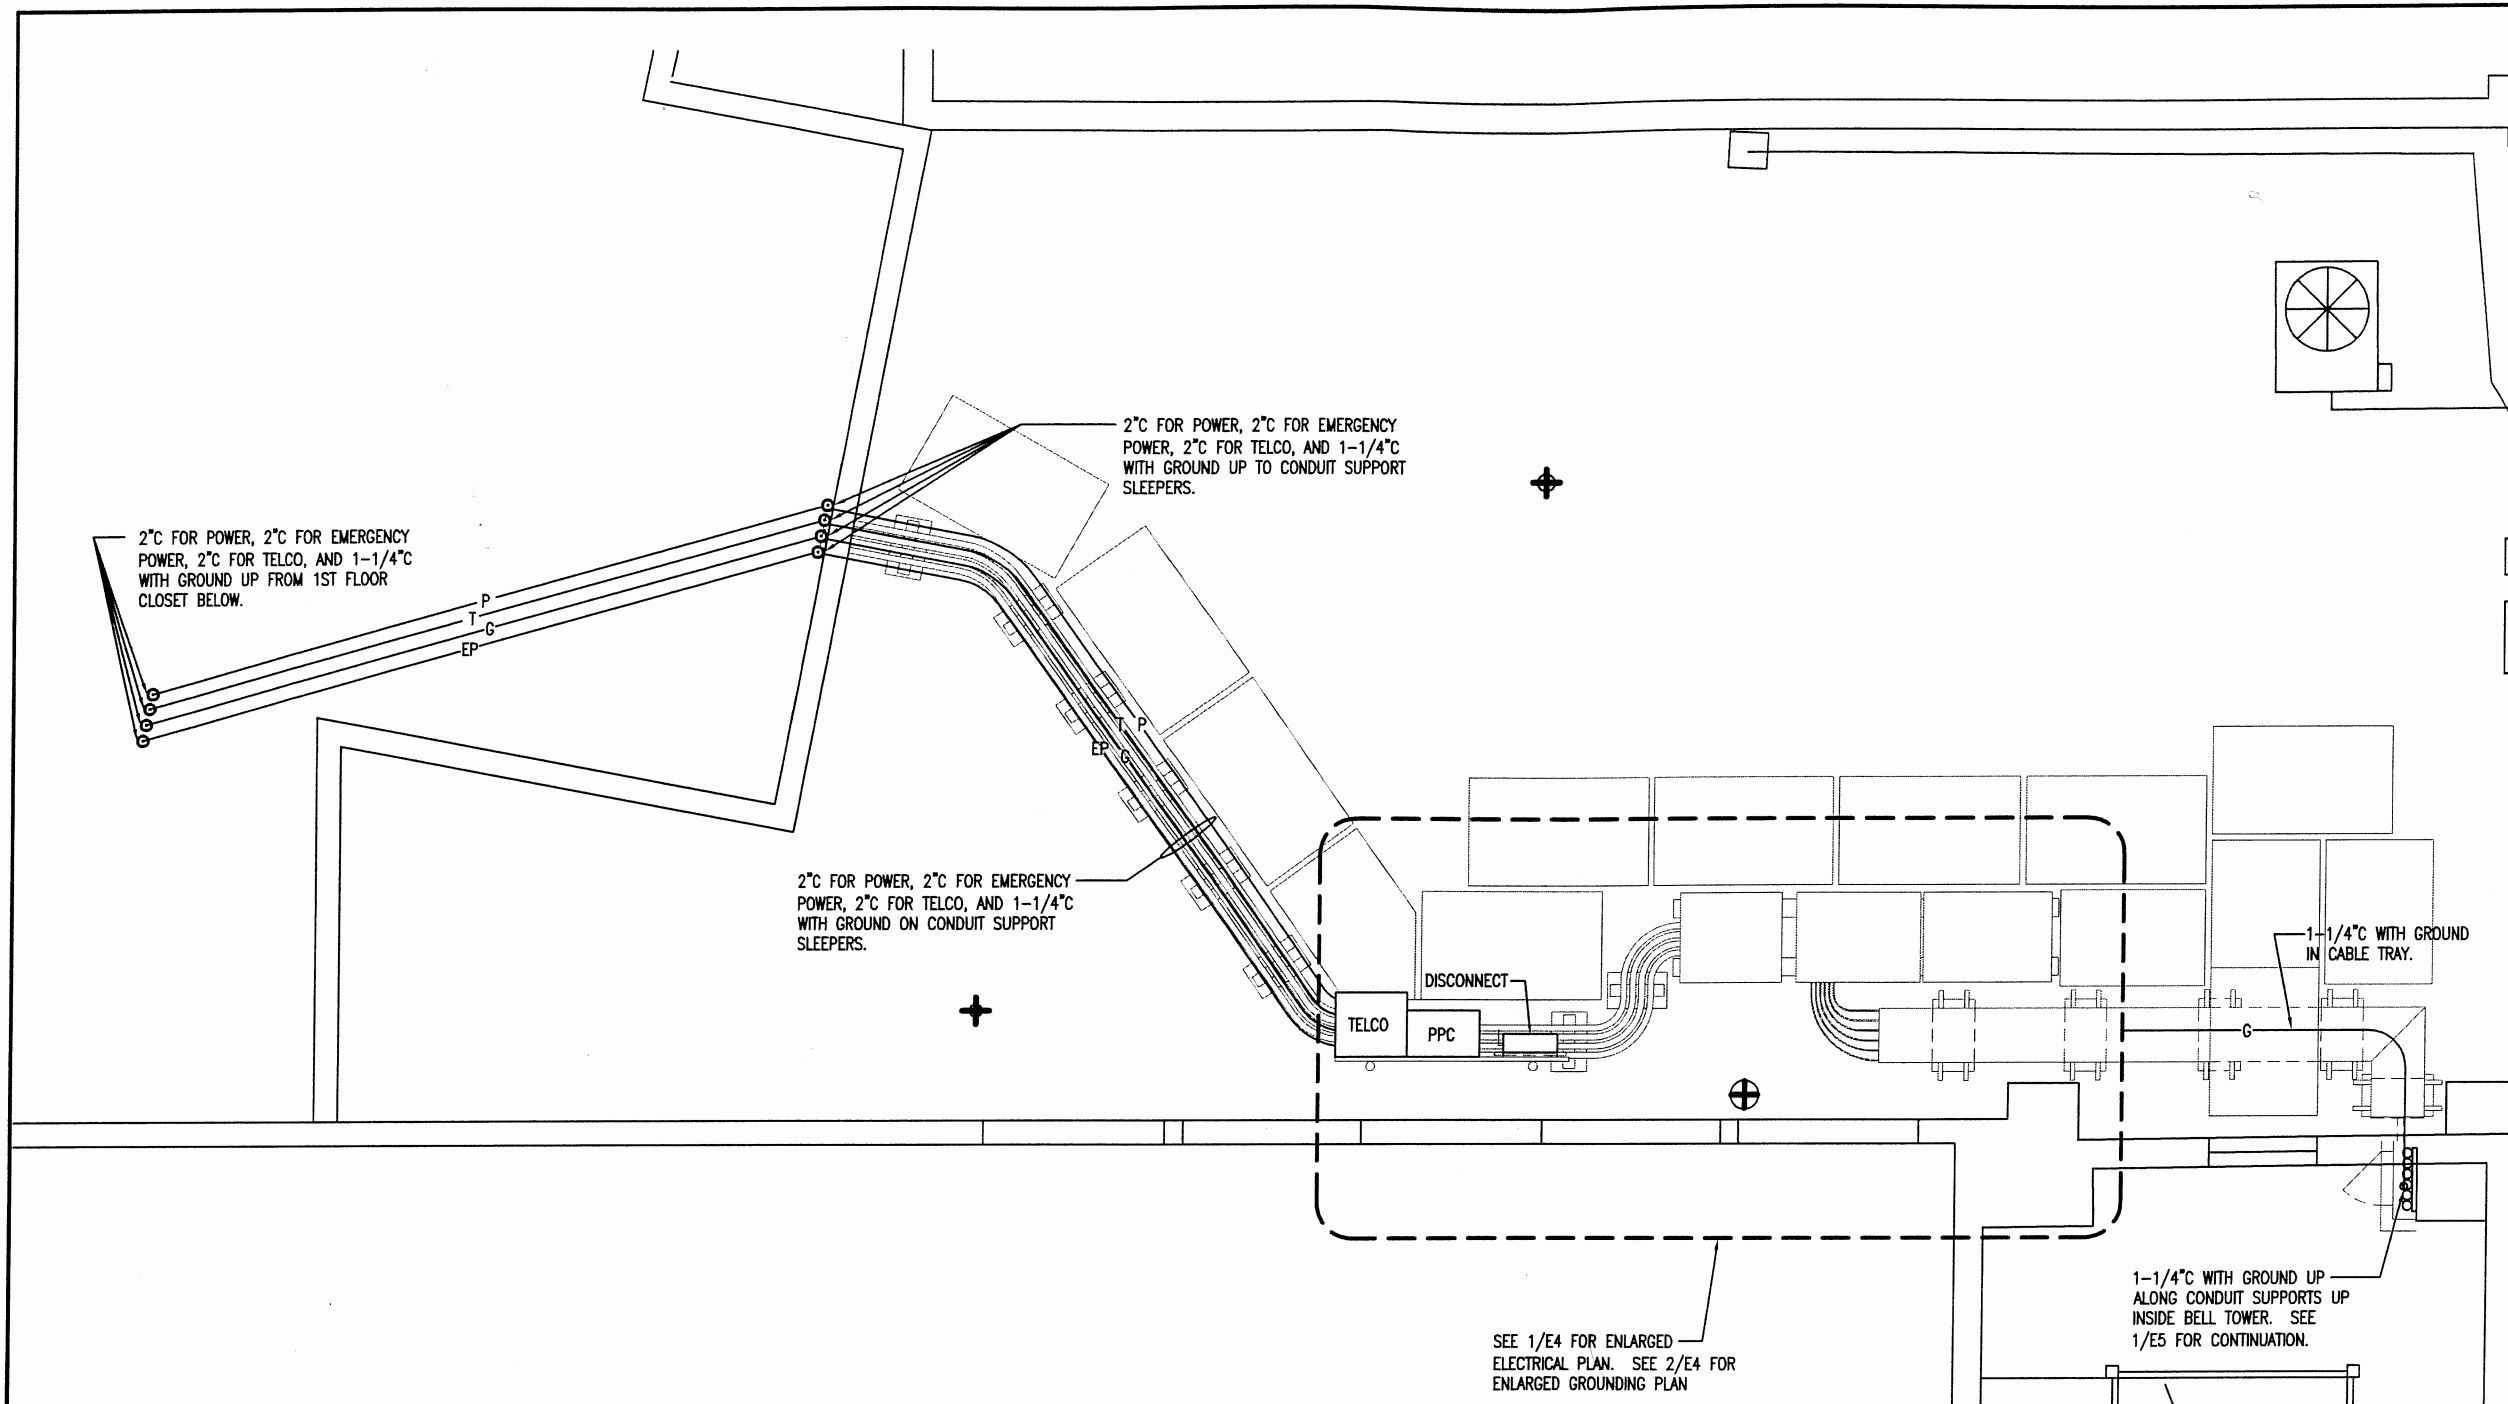 2"C FOR POWER, 2"C FOR EMERGENCY
POWER, 2"C FOR TELCO, AND 1-1/4"C
WITH GROUND UP TO CONDUIT SUPPORT
SLEEPERS.
2"C FOR POWER, 2"C FOR EMERGENCY
POWER, 2"C FOR TELCO, AND 1-1/4"C
WITH GROUND UP FROM 1ST FLOOR
CLOSET BELOW.
P
T
G
EP
T P
EP G
2"C FOR POWER, 2"C FOR EMERGENCY
POWER, 2"C FOR TELCO, AND 1-1/4"C
WITH GROUND ON CONDUIT SUPPORT
SLEEPERS.
1-1/4"C WITH GROUND
IN CABLE TRAY.
DISCONNECT
TELCO
PPC
G
1-1/4"C WITH GROUND UP
ALONG CONDUIT SUPPORTS UP
INSIDE BELL TOWER. SEE
1/E5 FOR CONTINUATION.
SEE 1/E4 FOR ENLARGED
ELECTRICAL PLAN. SEE 2/E4 FOR
ENLARGED GROUNDING PLAN